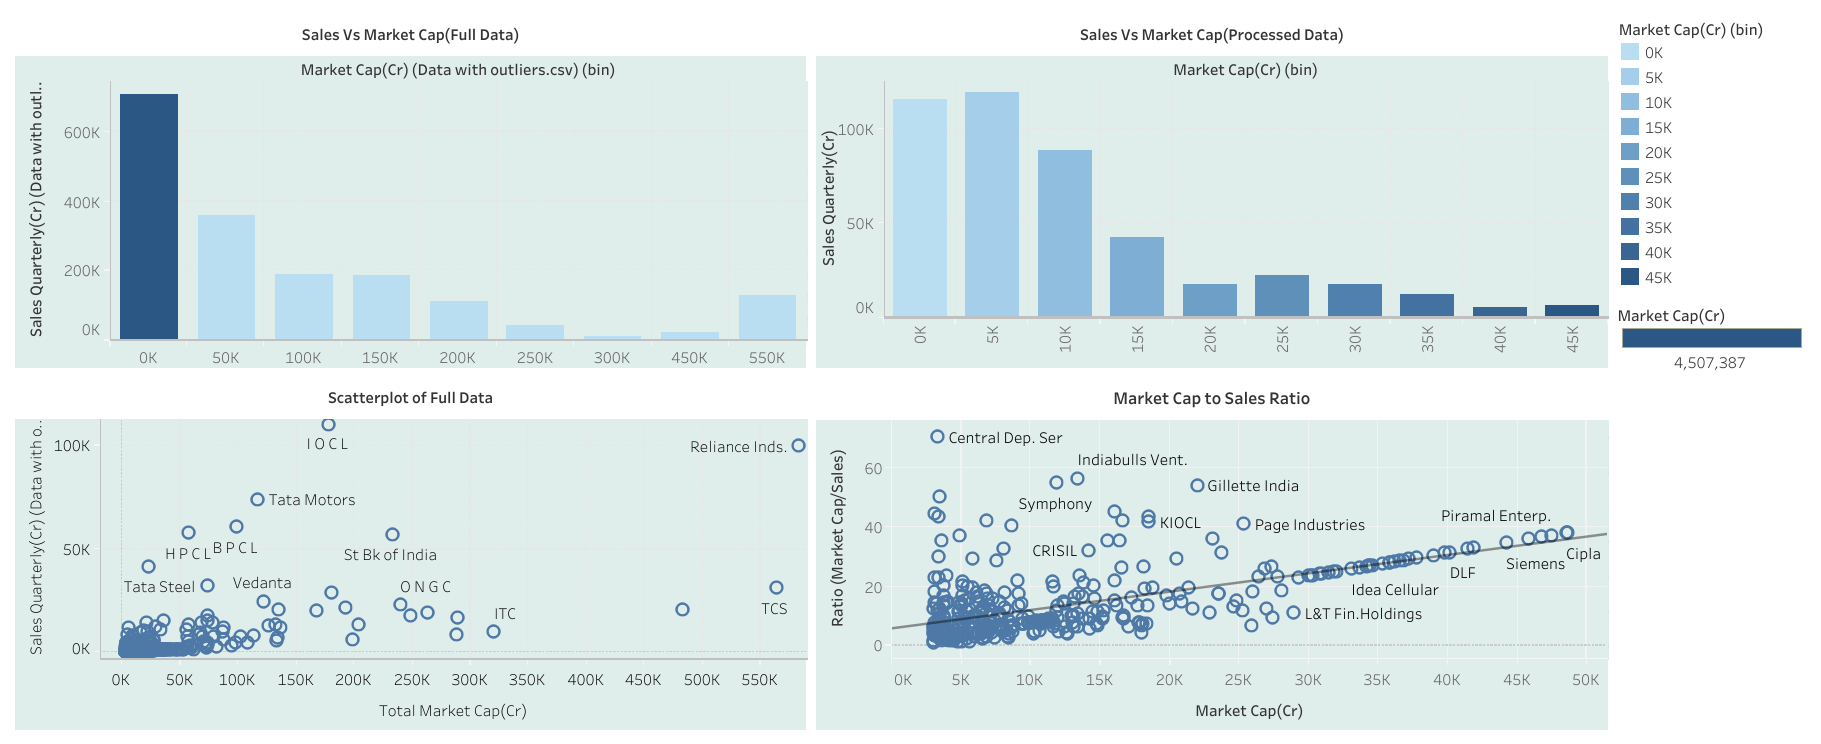 Sales Vs Market Cap(Full Data)
Market Cap(Cr) (Data with outliers.csv) (bin)
Sales Quarterly(Cr) (Data with outl..
600K
400K
200K
0K
0K 50K 100K 150K 200K 250K 300K 450K 550K
Sales Vs Market Cap(Processed Data)
Market Cap(Cr) (bin)
Sales Quarterly(Cr)
100K
50K
0K
0K 5K 10K 15K 20K 25K 30K 35K 40K 45K
Market Cap(Cr) (bin)
0K
5K
10K
15K
20K
25K
30K
35K
40K
45K
Market Cap(Cr)
4,507,387
Scatterplot of Full Data
Sales Quarterly(Cr) (Data with o..
100K
50K
0K
I O C L
Reliance Inds.
Tata Motors
H P C L
B P C L
St Bk of India
Tata Steel
Vedanta
O N G C
ITC
TCS
0K 50K 100K 150K 200K 250K 300K 350K 400K 450K 500K 550K
Total Market Cap(Cr)
Market Cap to Sales Ratio
Ratio (Market Cap/Sales)
60
40
20
0
Central Dep. Ser
Indiabulls Vent.
Symphony
Gillette India
KIOCL
Page Industries
Piramal Enterp.
CRISIL
Cipla
Siemens
DLF
Idea Cellular
L&T Fin.Holdings
0K 5K 10K 15K 20K 25K 30K 35K 40K 45K 50K
Market Cap(Cr)